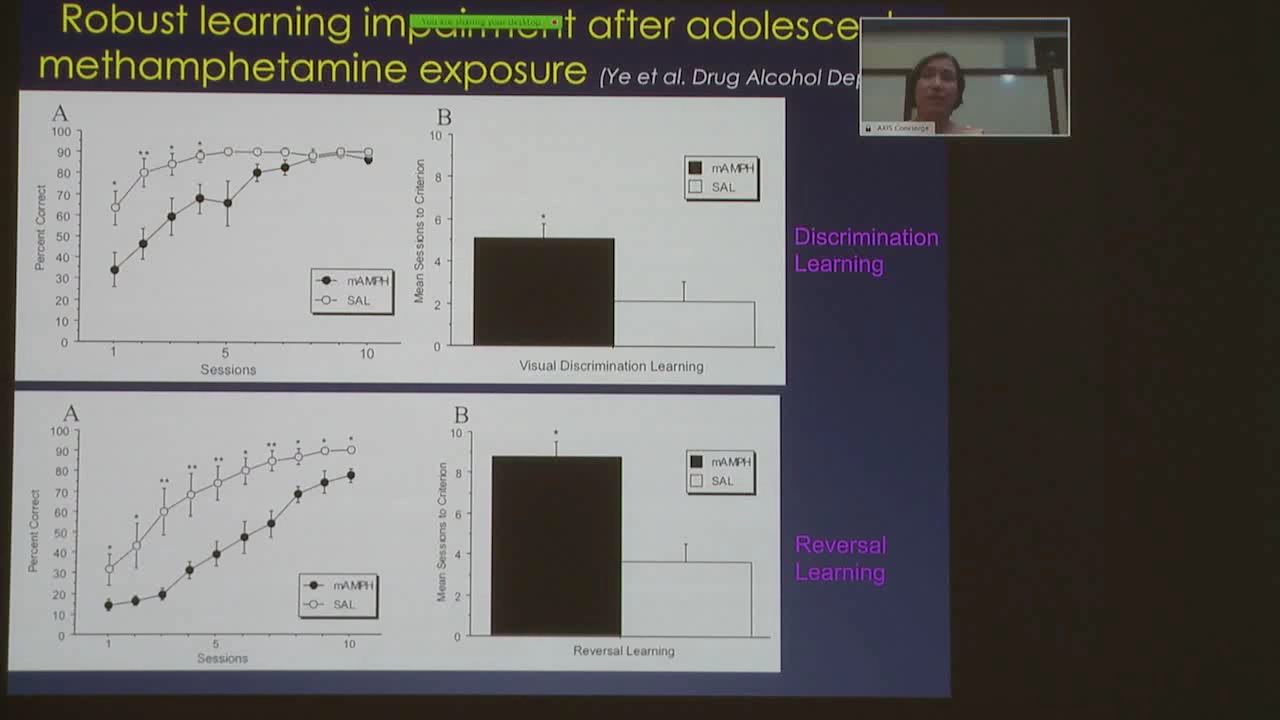 Robust learning impairment after adolescent
You are sharing your desktop
methamphetamine exposure (Ye et al. Drug Alcohol Dep
AXIS Concierge
A
100
90
80
70
60
50
40
30
20
10
0
Percent Correct
* ** * *
mAMPH
SAL
1 5 10
Sessions
B
10
8
6
4
2
0
Mean Sessions to Criterion
*
mAMPH
SAL
Visual Discrimination Learning
Discrimination
Learning
A
100
90
80
70
60
50
40
30
20
10
0
Percent Correct
* * ** ** ** * ** * * *
mAMPH
SAL
1 5 10
Sessions
B
10
8
6
4
2
0
Mean Sessions to Criterion
*
mAMPH
SAL
Reversal Learning
Reversal
Learning